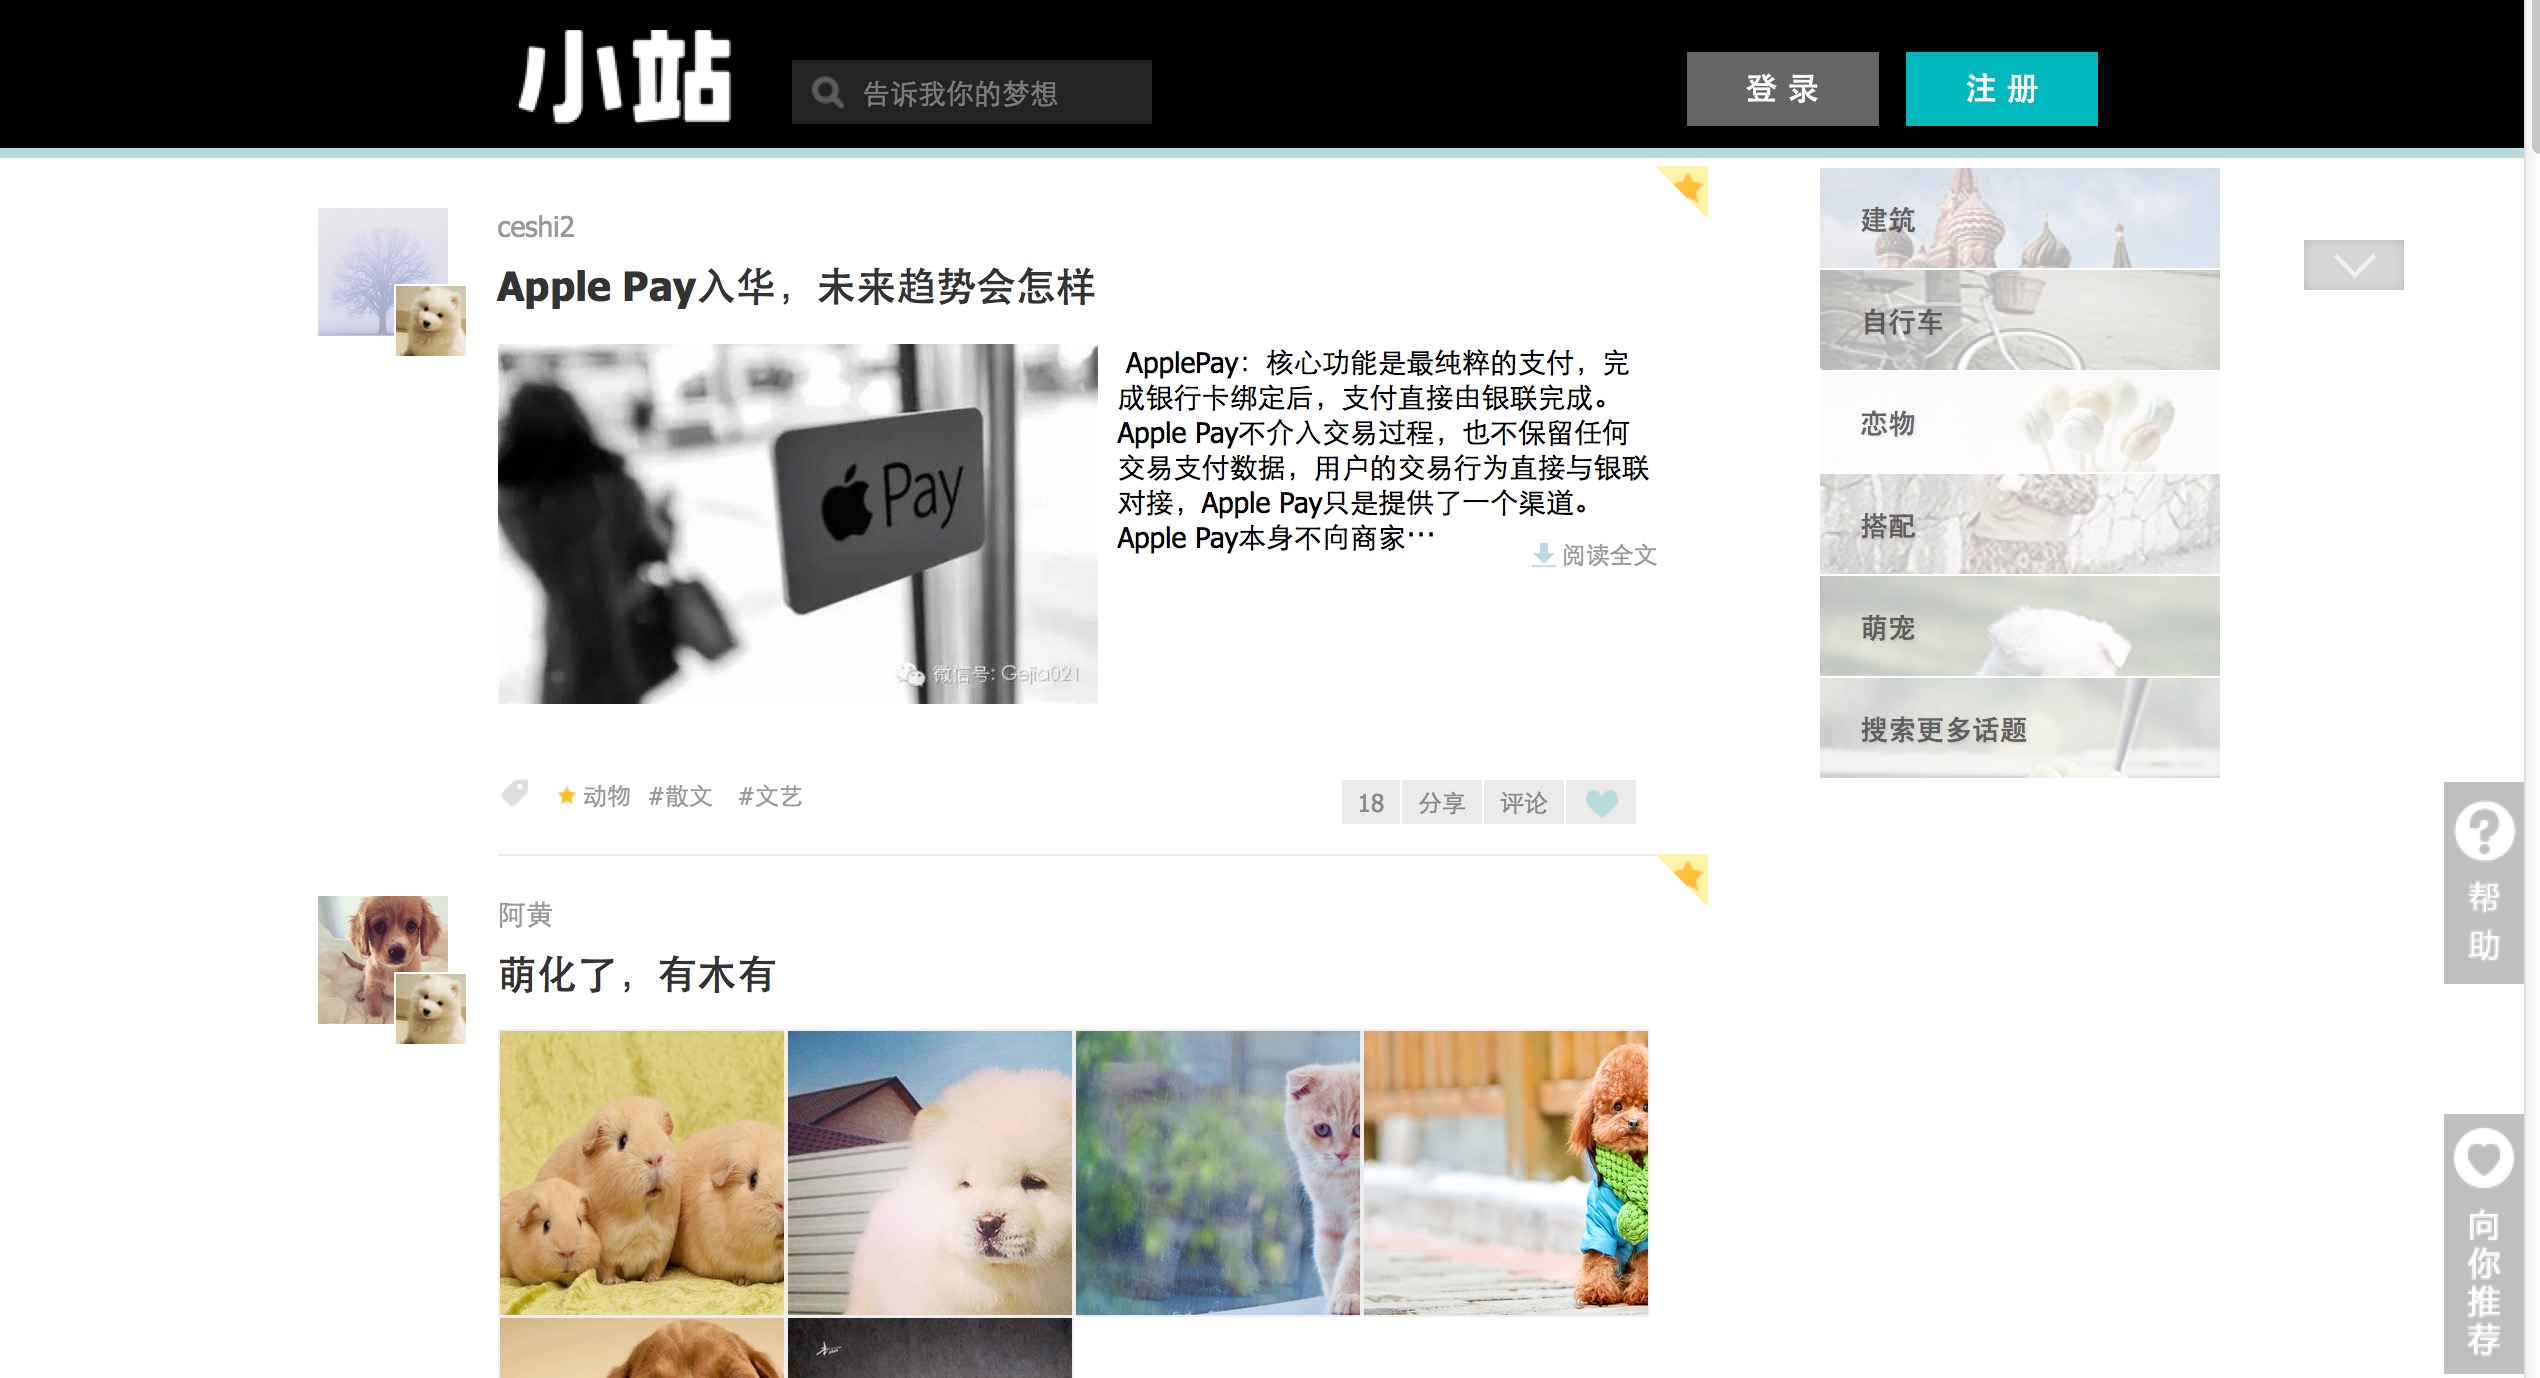 小站
告诉我你的梦想
登 录
注 册
ceshi2
Apple Pay入华，未来趋势会怎样
Pay
微信号: Gejia021
ApplePay：核心功能是最纯粹的支付，完
成银行卡绑定后，支付直接由银联完成。
Apple Pay不介入交易过程，也不保留任何
交易支付数据，用户的交易行为直接与银联
对接，Apple Pay只是提供了一个渠道。
Apple Pay本身不向商家…
阅读全文
动物 #散文 #文艺
18 分享 评论
阿黄
萌化了，有木有
建筑
自行车
恋物
搭配
萌宠
搜索更多话题
帮助
向你推荐